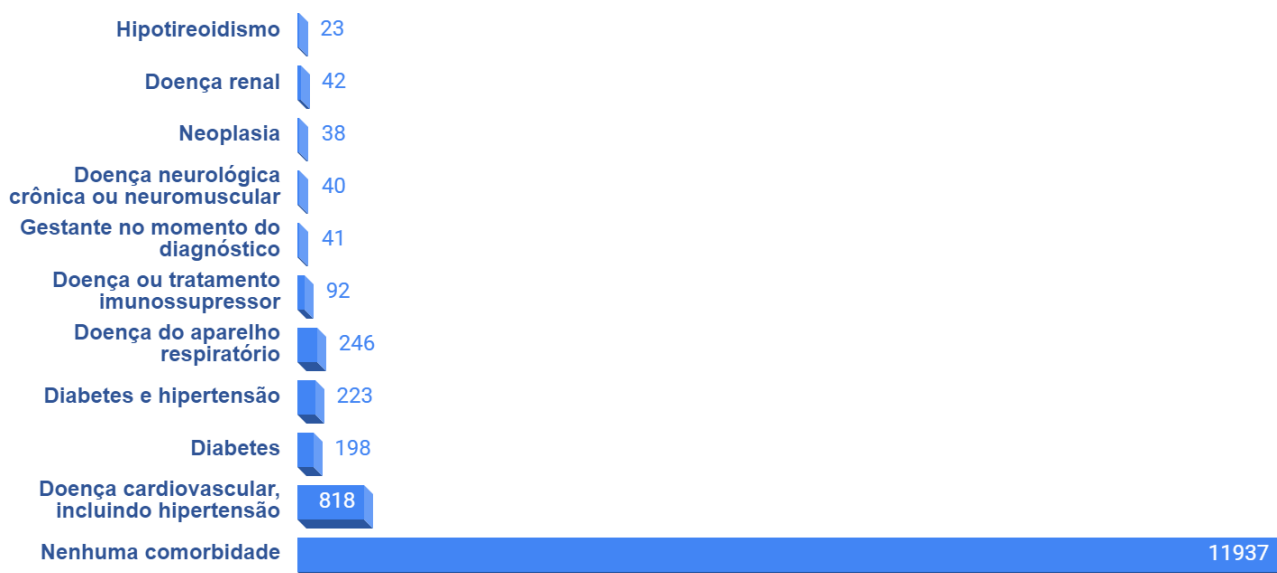 Hipotireoidismo 23
Doença renal 42
Neoplasia 38
Doença neurológica
crônica ou neuromuscular 40
Gestante no momento do
diagnóstico 41
Doença ou tratamento
imunossupressor 92
Doença do aparelho
respiratório 246
Diabetes e hipertensão 223
Diabetes 198
Doença cardiovascular,
incluindo hipertensão 818
Nenhuma comorbidade 11937